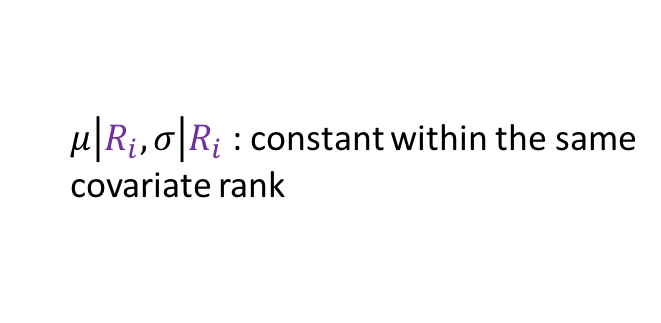 μ|Rᵢ, σ|Rᵢ : constant within the same
covariate rank